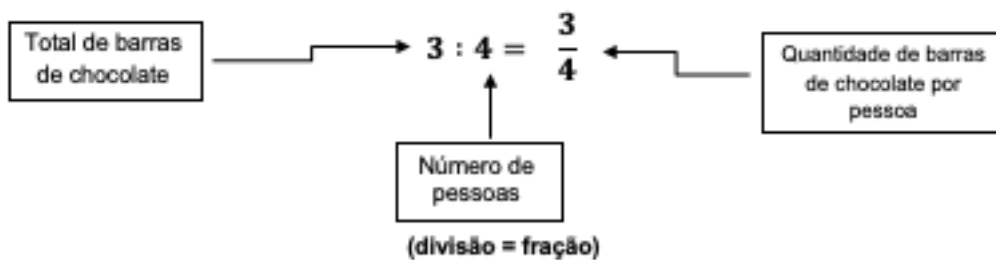 Total de barras
de chocolate
3 : 4 = 3/4
Quantidade de barras
de chocolate por
pessoa
Número de
pessoas
(divisão = fração)